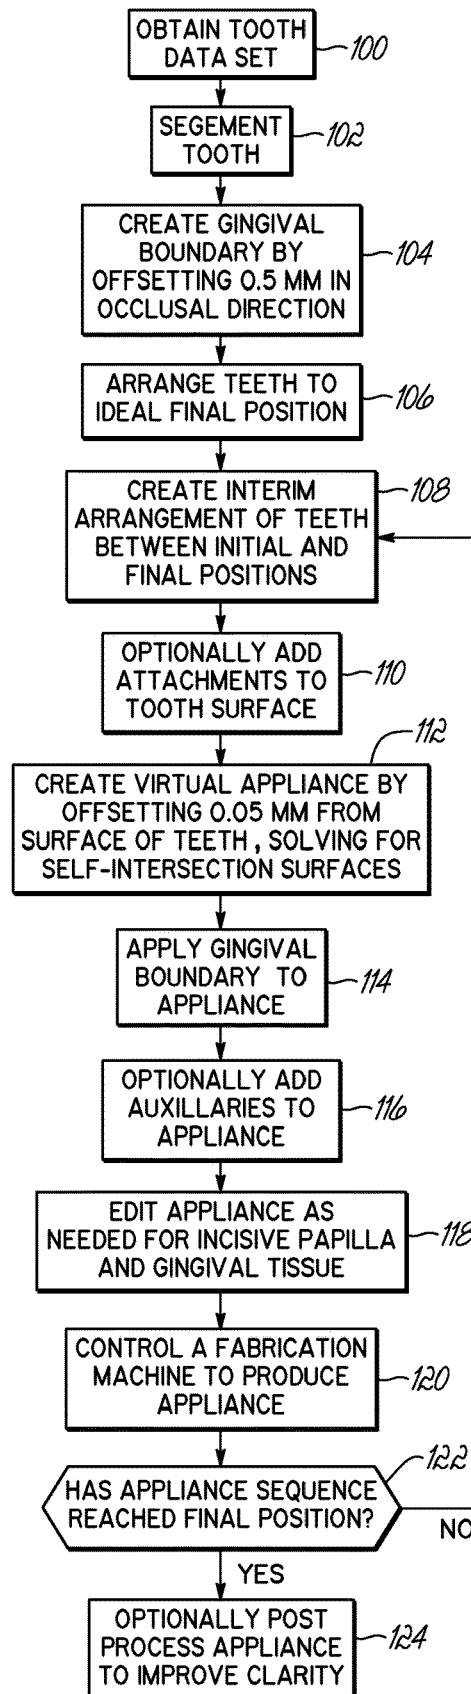 OBTAIN TOOTH
DATA SET
100
SEGEMENT
TOOTH
102
CREATE GINGIVAL
BOUNDARY BY
OFFSETTING 0.5 MM IN
OCCLUSAL DIRECTION
104
ARRANGE TEETH TO
IDEAL FINAL POSITION
106
CREATE INTERIM
ARRANGEMENT OF TEETH
BETWEEN INITIAL AND
FINAL POSITIONS
108
OPTIONALLY ADD
ATTACHMENTS TO
TOOTH SURFACE
110
112
CREATE VIRTUAL APPLIANCE BY
OFFSETTING 0.05 MM FROM
SURFACE OF TEETH , SOLVING FOR
SELF-INTERSECTION SURFACES
APPLY GINGIVAL
BOUNDARY TO
APPLIANCE
114
OPTIONALLY ADD
AUXILLARIES TO
APPLIANCE
116
EDIT APPLIANCE AS
NEEDED FOR INCISIVE PAPILLA
AND GINGIVAL TISSUE
118
CONTROL A FABRICATION
MACHINE TO PRODUCE
APPLIANCE
120
HAS APPLIANCE SEQUENCE
REACHED FINAL POSITION?
122
NO
YES
OPTIONALLY POST
PROCESS APPLIANCE
TO IMPROVE CLARITY
124